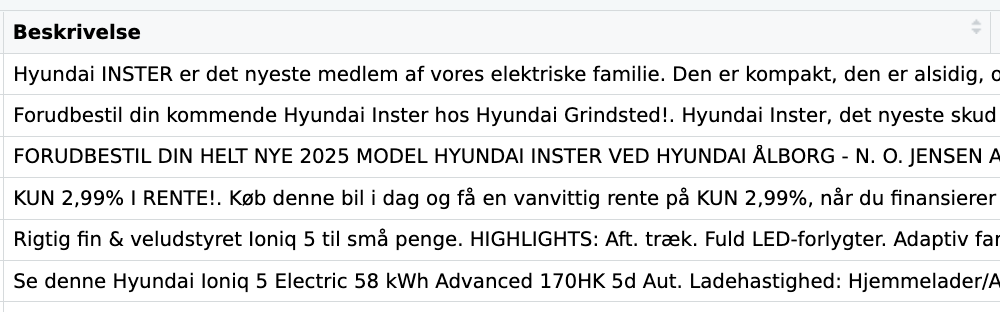 Beskrivelse
Hyundai INSTER er det nyeste medlem af vores elektriske familie. Den er kompakt, den er alsidig,
Forudbestil din kommende Hyundai Inster hos Hyundai Grindsted!. Hyundai Inster, det nyeste skud
FORUDBESTIL DIN HELT NYE 2025 MODEL HYUNDAI INSTER VED HYUNDAI ÅLBORG - N. O. JENSEN A
KUN 2,99% I RENTE!. Køb denne bil i dag og få en vanvittig rente på KUN 2,99%, når du finansierer
Rigtig fin & veludstyret Ioniq 5 til små penge. HIGHLIGHTS: Aft. træk. Fuld LED-forlygter. Adaptiv
Se denne Hyundai Ioniq 5 Electric 58 kWh Advanced 170HK 5d Aut. Ladehastighed: Hjemmelader/A